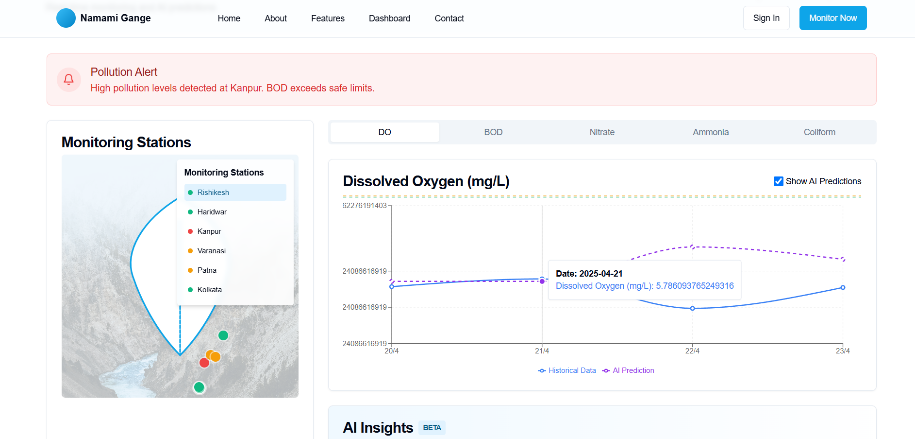 Namami Gange
Home
About
Features
Dashboard
Contact
Sign In
Monitor Now
Pollution Alert
High pollution levels detected at Kanpur. BOD exceeds safe limits.
Monitoring Stations
Monitoring Stations
Rishikesh
Haridwar
Kanpur
Varanasi
Patna
Kolkata
DO
BOD
Nitrate
Ammonia
Coliform
Dissolved Oxygen (mg/L)
Show AI Predictions
62276191403
24086616919
24086616919
24086616919
Date: 2025-04-21
Dissolved Oxygen (mg/L): 5.786093765249316
20/4
21/4
22/4
23/4
Historical Data
AI Prediction
AI Insights
BETA